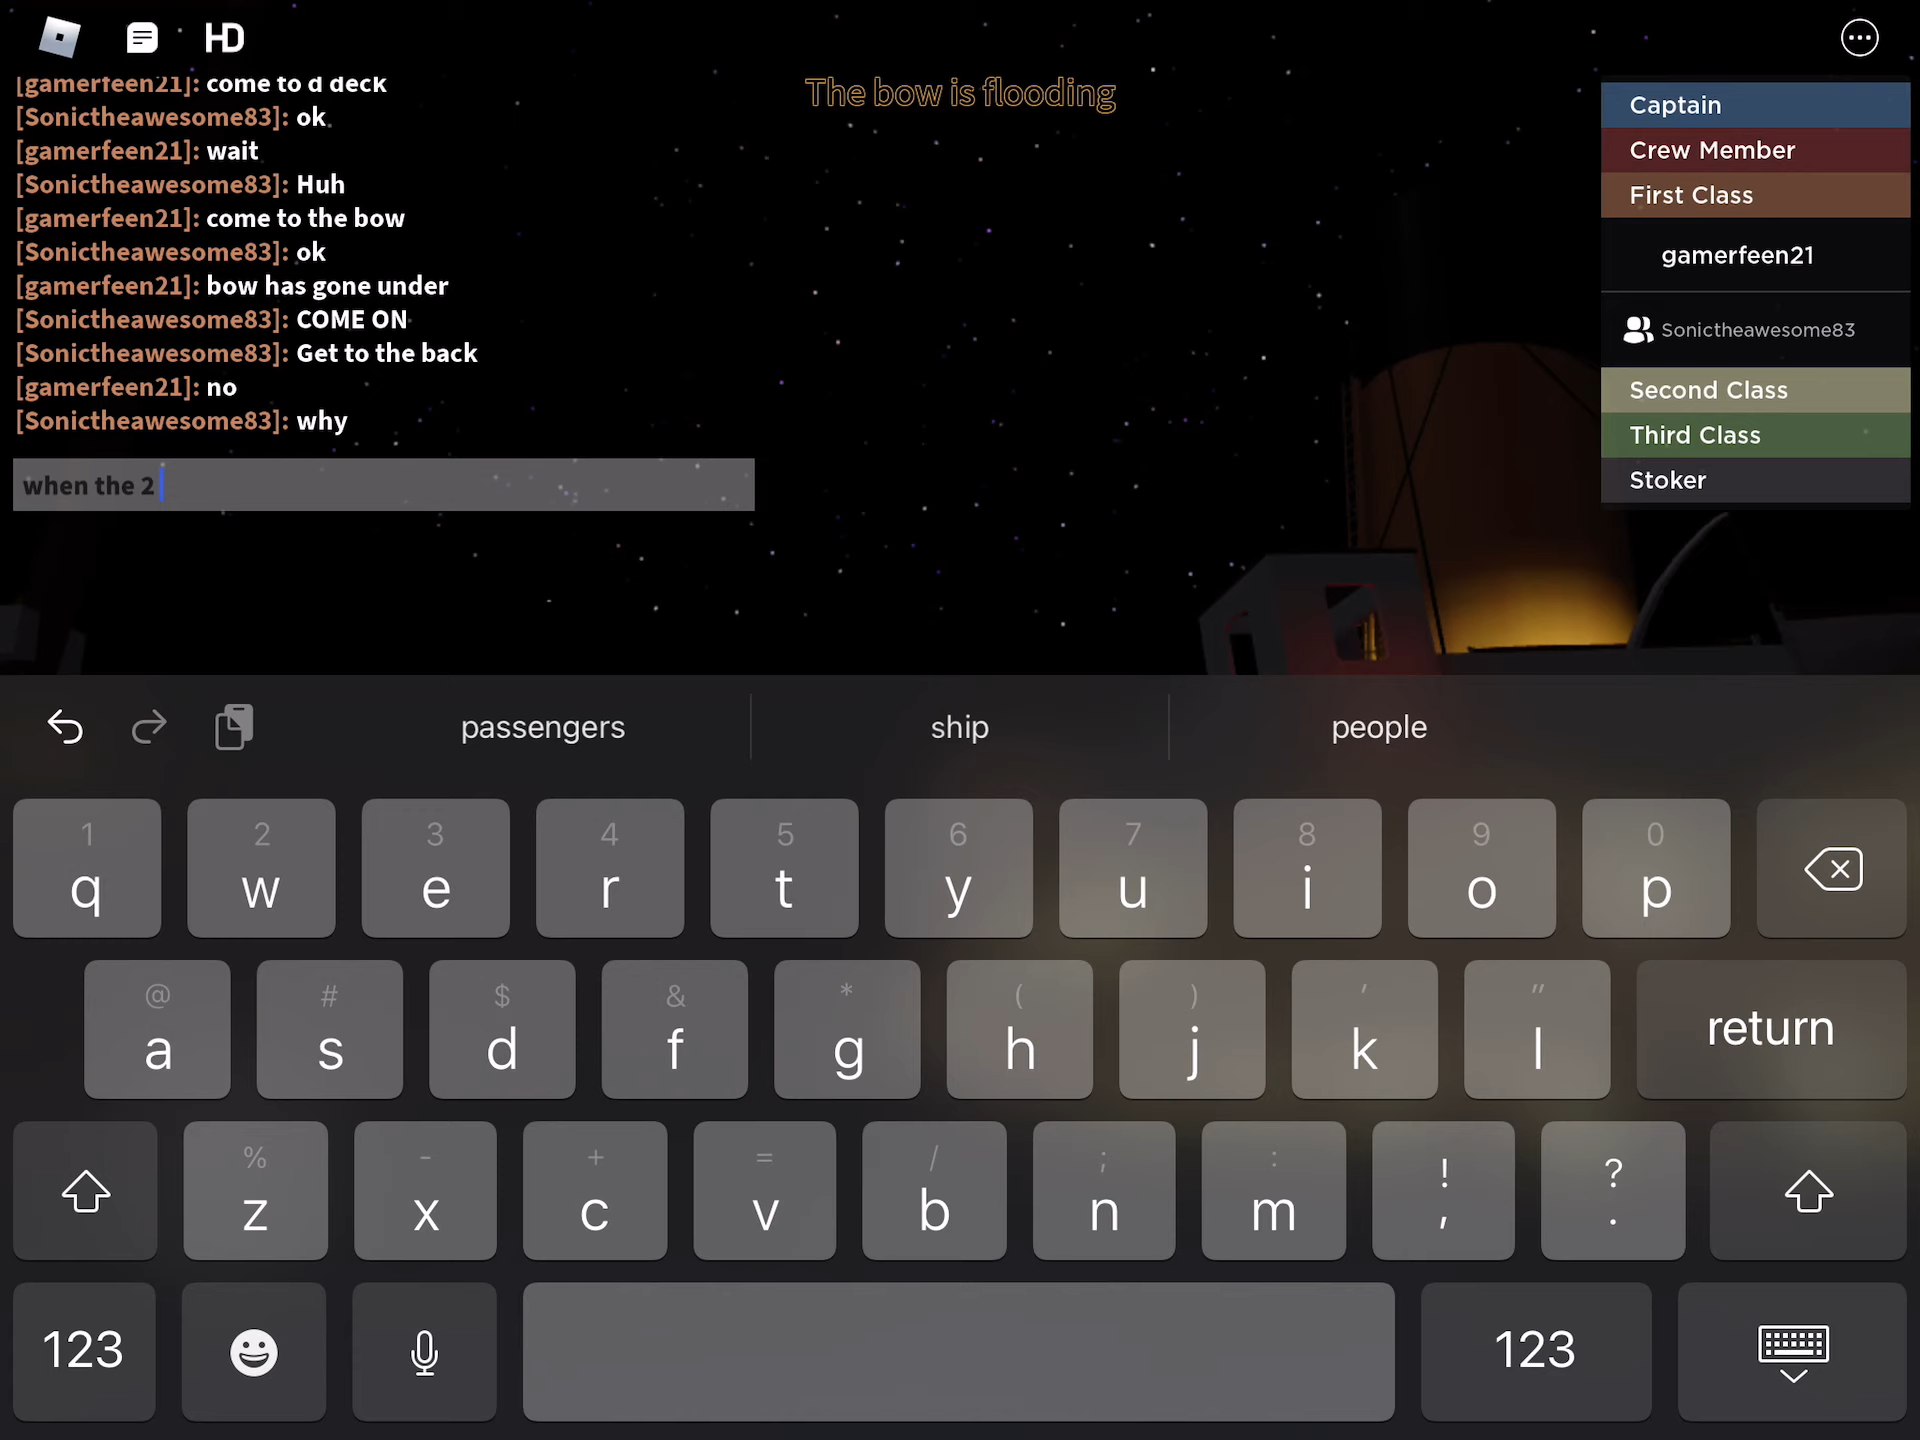 HD
[gamerfeen21]: come to d deck
[Sonictheawesome83]: ok
[gamerfeen21]: wait
[Sonictheawesome83]: Huh
[gamerfeen21]: come to the bow
[Sonictheawesome83]: ok
[gamerfeen21]: bow has gone under
[Sonictheawesome83]: COME ON
[Sonictheawesome83]: Get to the back
[gamerfeen21]: no
[Sonictheawesome83]: why
when the 2
The bow is flooding
Captain
Crew Member
First Class
gamerfeen21
Sonictheawesome83
Second Class
Third Class
Stoker
passengers ship people
1 2 3 4 5 6 7 8 9 0
q w e r t y u i o p
@ # $ & * ( ) ' "
a s d f g h j k l return
% - + = / ; : ! ?
z x c v b n m , .
123 123